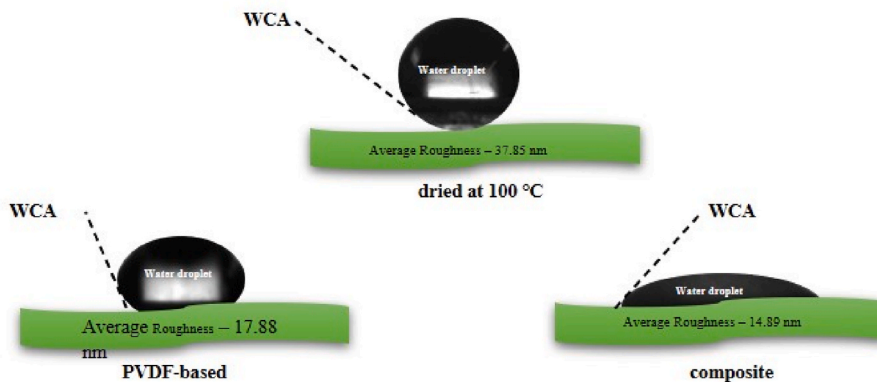 WCA
Water droplet
Average Roughness – 37.85 nm
dried at 100 °C
WCA
Water droplet
Average Roughness – 17.88
nm
PVDF-based
WCA
Water droplet
Average Roughness – 14.89 nm
composite